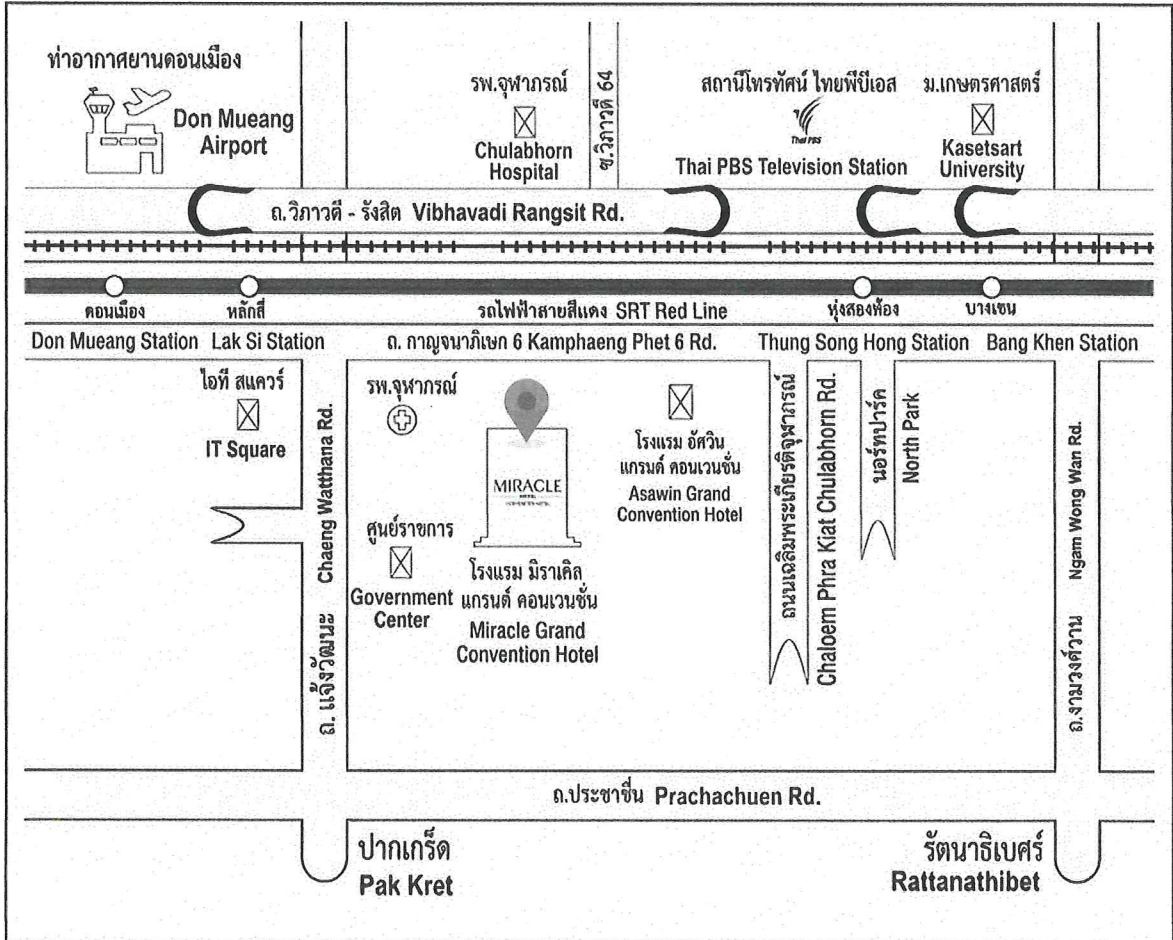 ท่าอากาศยานดอนเมือง
Don Mueang
Airport
รพ.จุฬาภรณ์
Chulabhorn
Hospital
ซ.วิภาวดี 64
สถานีโทรทัศน์ ไทยพีบีเอส
Thai PBS
Thai PBS Television Station
ม.เกษตรศาสตร์
Kasetsart
University
ถ.วิภาวดี - รังสิต Vibhavadi Rangsit Rd.
ดอนเมือง
หลักสี่
รถไฟฟ้าสายสีแดง SRT Red Line
ทุ่งสองห้อง
บางเขน
Don Mueang Station
Lak Si Station
ถ. กาญจนาภิเษก 6 Kamphaeng Phet 6 Rd.
Thung Song Hong Station
Bang Khen Station
ไอที สแควร์
IT Square
ถ. แจ้งวัฒนะ Chaeng Watthana Rd.
รพ.จุฬาภรณ์
ศูนย์ราชการ
Government
Center
MIRACLE
โรงแรม มิราเคิล
แกรนด์ คอนเวนชั่น
Miracle Grand
Convention Hotel
โรงแรม อัศวิน
แกรนด์ คอนเวนชั่น
Asawin Grand
Convention Hotel
ถนนเฉลิมพระเกียรติจุฬาภรณ์
Chaloem Phra Kiat Chulabhorn Rd.
นอร์ทปาร์ค
North Park
ถ.งามวงศ์วาน Ngam Wong Wan Rd.
ถ.ประชาชื่น Prachachuen Rd.
ปากเกร็ด
Pak Kret
รัตนาธิเบศร์
Rattanathibet